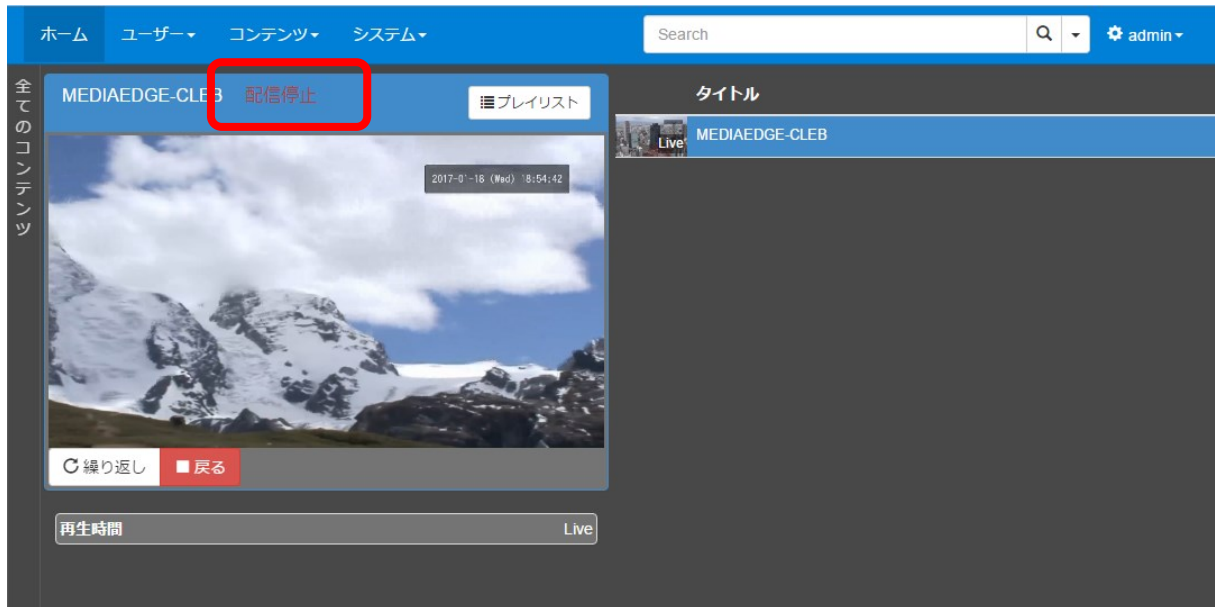 ホーム ユーザー コンテンツ システム Search admin
全てのコンテンツ
MEDIAEDGE-CLEB 配信停止 プレイリスト
繰り返し 戻る
再生時間 Live
タイトル
Live MEDIAEDGE-CLEB